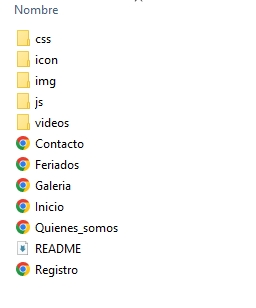 Nombre
css
icon
img
js
videos
Contacto
Feriados
Galeria
Inicio
Quienes_somos
README
Registro